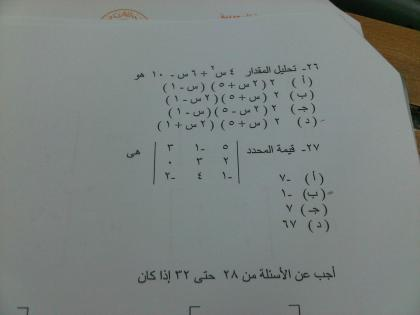 ٢٦- تحليل المقدار ٤ س٢ + ٦ س - ١٠ هو
(أ) ٢ (٢ س + ٥) (س - ١)
(ب) ٢ (س + ٥) (٢ س - ١)
(جـ) ٢ (٢ س - ٥) (س - ١)
(د) ٢ (س + ٥) (٢ س + ١)
٢٧- قيمة المحدد | ٥ -١ ٣ | هى
| ٢ ٣ ٠ |
| -١ ٤ -٢ |
(أ) -٧
(ب) -١
(جـ) ٧
(د) ٦٧
أجب عن الأسئلة من ٢٨ حتى ٣٢ إذا كان